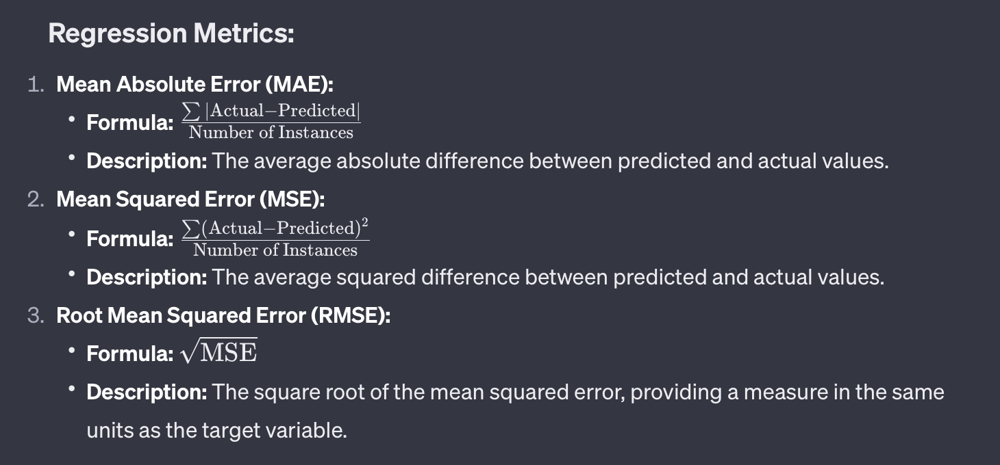 Regression Metrics:
1. Mean Absolute Error (MAE):
• Formula: $\frac{\sum |\text{Actual}-\text{Predicted}|}{\text{Number of Instances}}$
• Description: The average absolute difference between predicted and actual values.
2. Mean Squared Error (MSE):
• Formula: $\frac{\sum (\text{Actual}-\text{Predicted})^2}{\text{Number of Instances}}$
• Description: The average squared difference between predicted and actual values.
3. Root Mean Squared Error (RMSE):
• Formula: $\sqrt{\text{MSE}}$
• Description: The square root of the mean squared error, providing a measure in the same
units as the target variable.